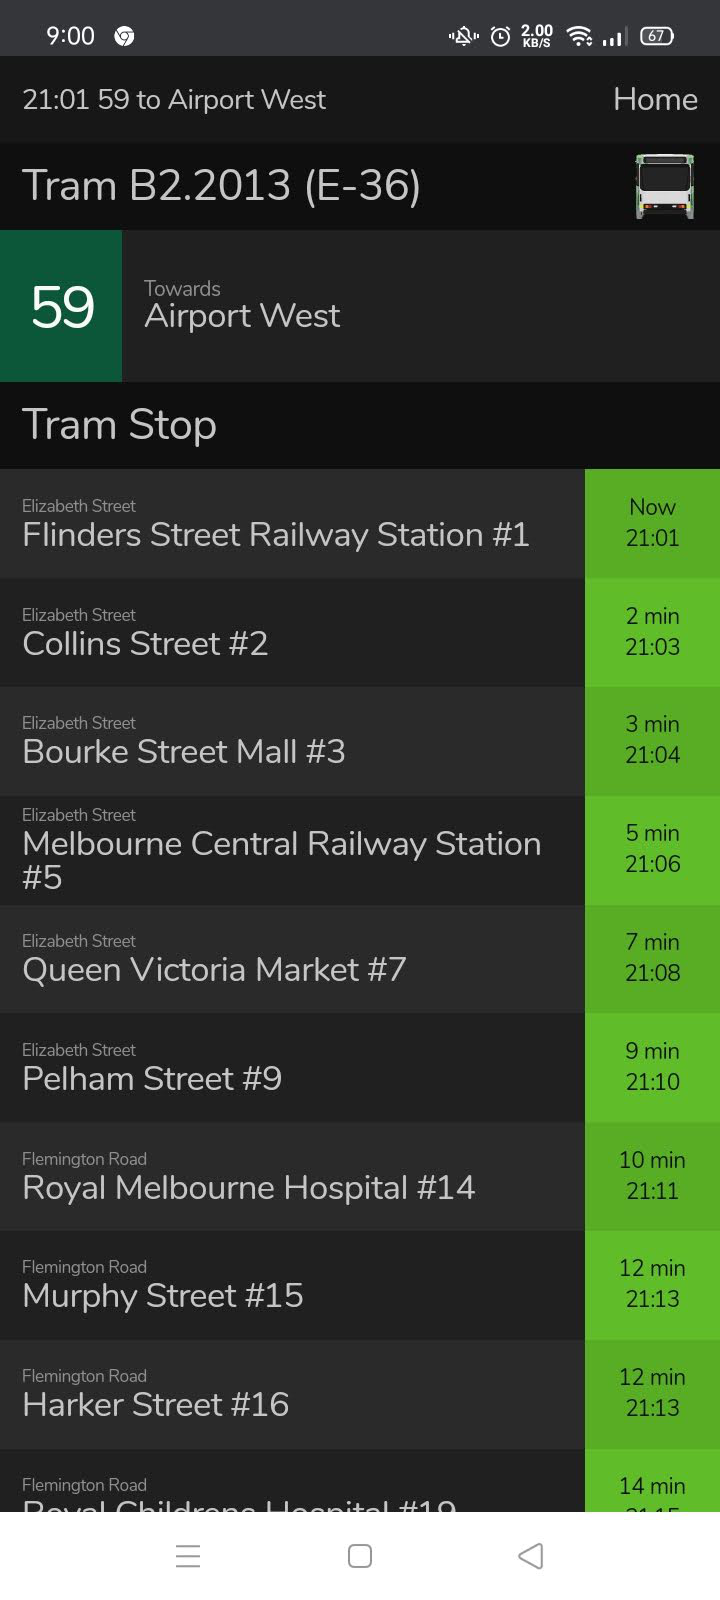 9:00 2.00 KB/S 67
21:01 59 to Airport West Home
Tram B2.2013 (E-36)
59 Towards
Airport West
Tram Stop
Elizabeth Street
Flinders Street Railway Station #1
Now
21:01
Elizabeth Street
Collins Street #2
2 min
21:03
Elizabeth Street
Bourke Street Mall #3
3 min
21:04
Elizabeth Street
Melbourne Central Railway Station
#5
5 min
21:06
Elizabeth Street
Queen Victoria Market #7
7 min
21:08
Elizabeth Street
Pelham Street #9
9 min
21:10
Flemington Road
Royal Melbourne Hospital #14
10 min
21:11
Flemington Road
Murphy Street #15
12 min
21:13
Flemington Road
Harker Street #16
12 min
21:13
Flemington Road
Royal Childrens Hospital #19
14 min
21:15